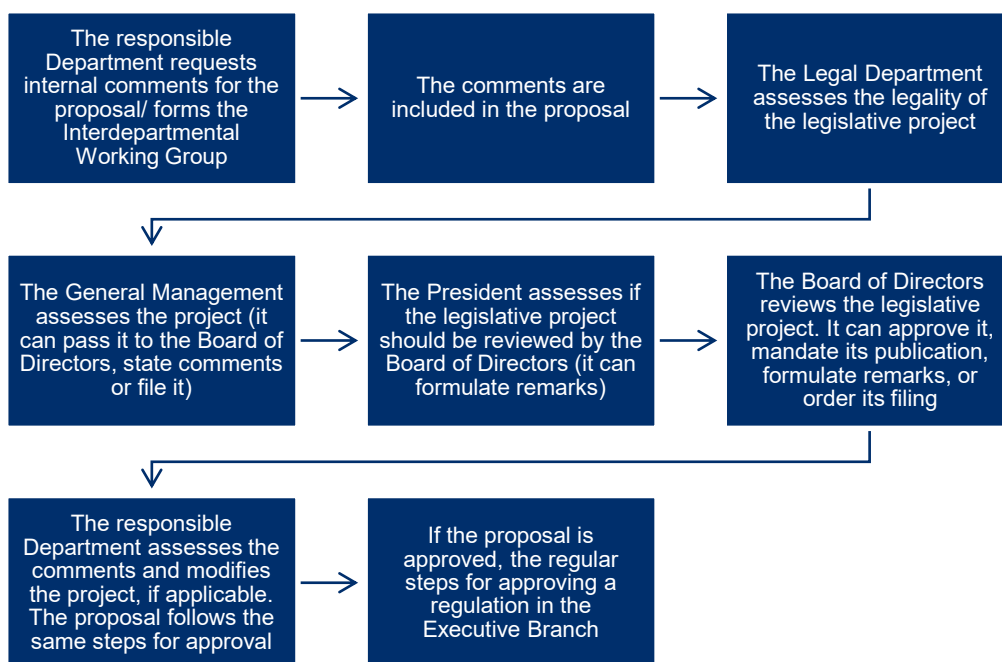 The responsible
Department requests
internal comments for the
proposal/ forms the
Interdepartmental
Working Group
The comments are
included in the proposal
The Legal Department
assesses the legality of
the legislative project
The General Management
assesses the project (it
can pass it to the Board of
Directors, state comments
or file it)
The President assesses if
the legislative project
should be reviewed by the
Board of Directors (it can
formulate remarks)
The Board of Directors
reviews the legislative
project. It can approve it,
mandate its publication,
formulate remarks, or
order its filing
The responsible
Department assesses the
comments and modifies
the project, if applicable.
The proposal follows the
same steps for approval
If the proposal is
approved, the regular
steps for approving a
regulation in the
Executive Branch